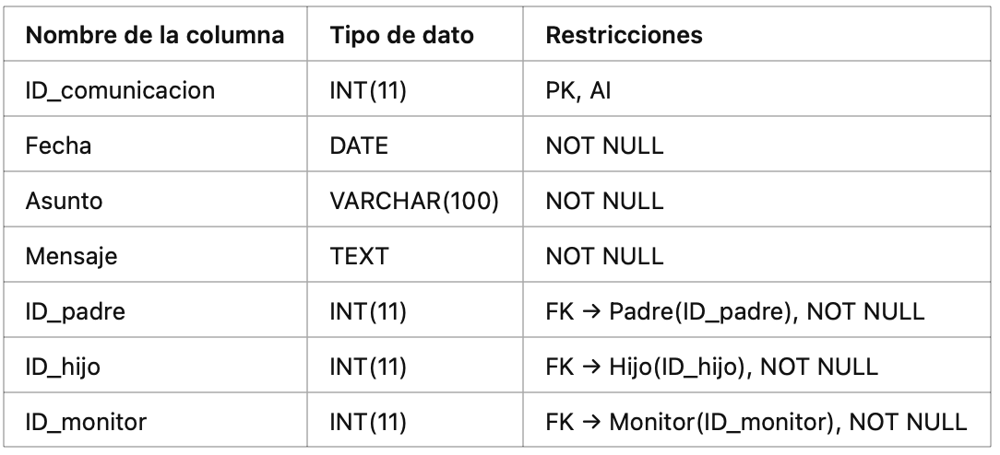 Nombre de la columna Tipo de dato Restricciones
ID_comunicacion INT(11) PK, AI
Fecha DATE NOT NULL
Asunto VARCHAR(100) NOT NULL
Mensaje TEXT NOT NULL
ID_padre INT(11) FK → Padre(ID_padre), NOT NULL
ID_hijo INT(11) FK → Hijo(ID_hijo), NOT NULL
ID_monitor INT(11) FK → Monitor(ID_monitor), NOT NULL